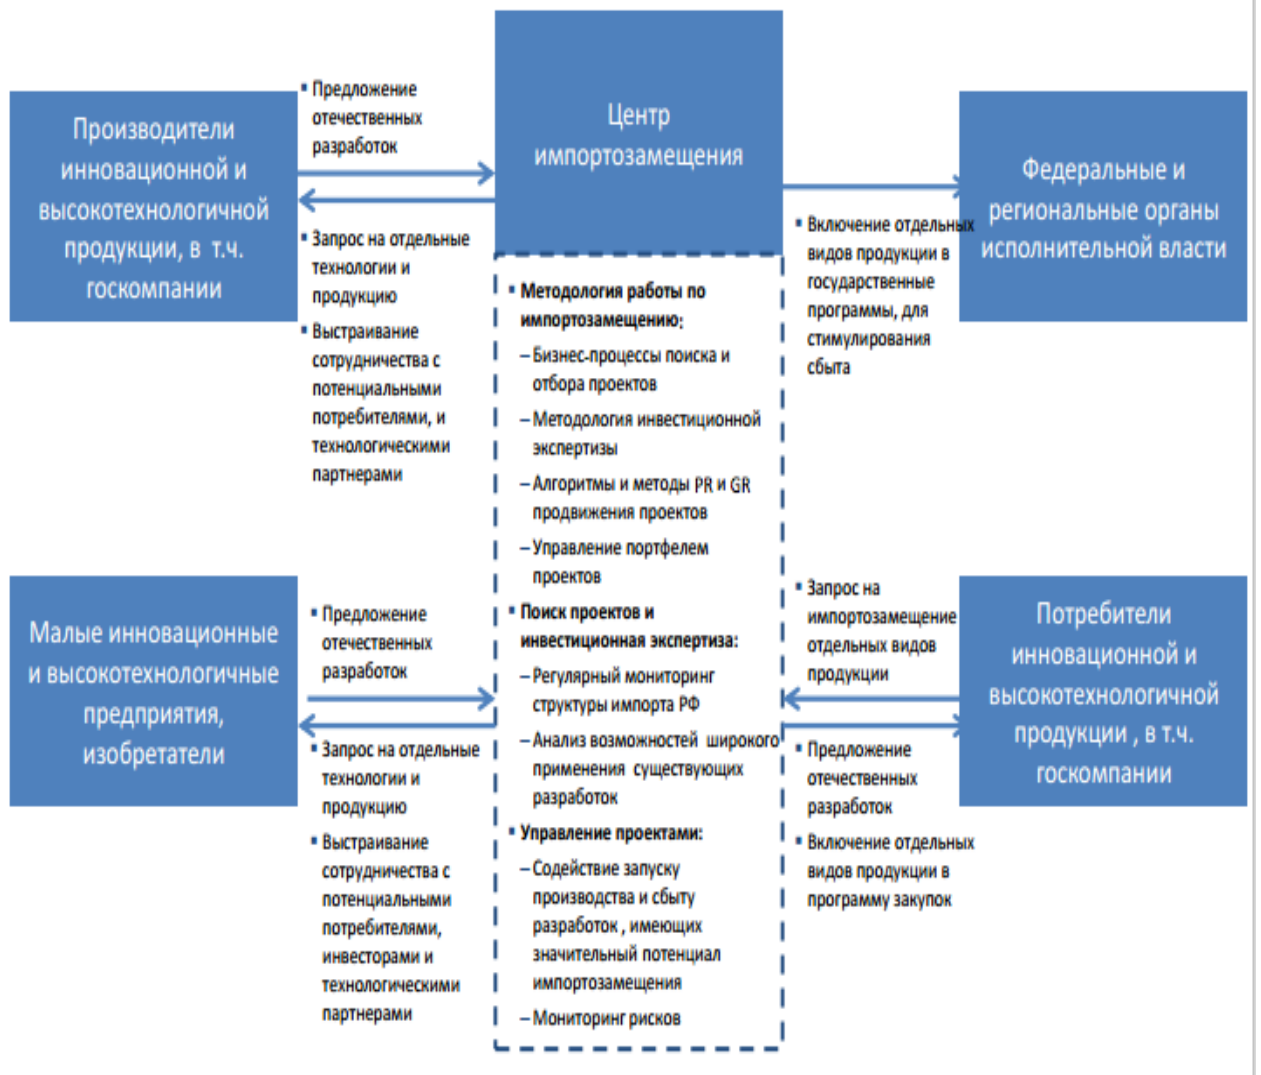 Производители
инновационной и
высокотехнологичной
продукции, в т.ч.
госкомпании
▪ Предложение
отечественных
разработок
▪ Запрос на отдельные
технологии и
продукцию
▪ Выстраивание
сотрудничества с
потенциальными
потребителями, и
технологическими
партнерами
Центр
импортозамещения
▪ Включение отдельных
видов продукции в
государственные
программы, для
стимулирования
сбыта
Федеральные и
региональные органы
исполнительной власти
▪ Методология работы по
импортозамещению:
– Бизнес-процессы поиска и
отбора проектов
– Методология инвестиционной
экспертизы
– Алгоритмы и методы PR и GR
продвижения проектов
– Управление портфелем
проектов
▪ Поиск проектов и
инвестиционная экспертиза:
– Регулярный мониторинг
структуры импорта РФ
– Анализ возможностей широкого
применения существующих
разработок
▪ Управление проектами:
– Содействие запуску
производства и сбыту
разработок , имеющих
значительный потенциал
импортозамещения
– Мониторинг рисков
Малые инновационные
и высокотехнологичные
предприятия,
изобретатели
▪ Предложение
отечественных
разработок
▪ Запрос на отдельные
технологии и
продукцию
▪ Выстраивание
сотрудничества с
потенциальными
потребителями,
инвесторами и
технологическими
партнерами
▪ Запрос на
импортозамещение
отдельных видов
продукции
▪ Предложение
отечественных
разработок
▪ Включение отдельных
видов продукции в
программу закупок
Потребители
инновационной и
высокотехнологичной
продукции , в т.ч.
госкомпании